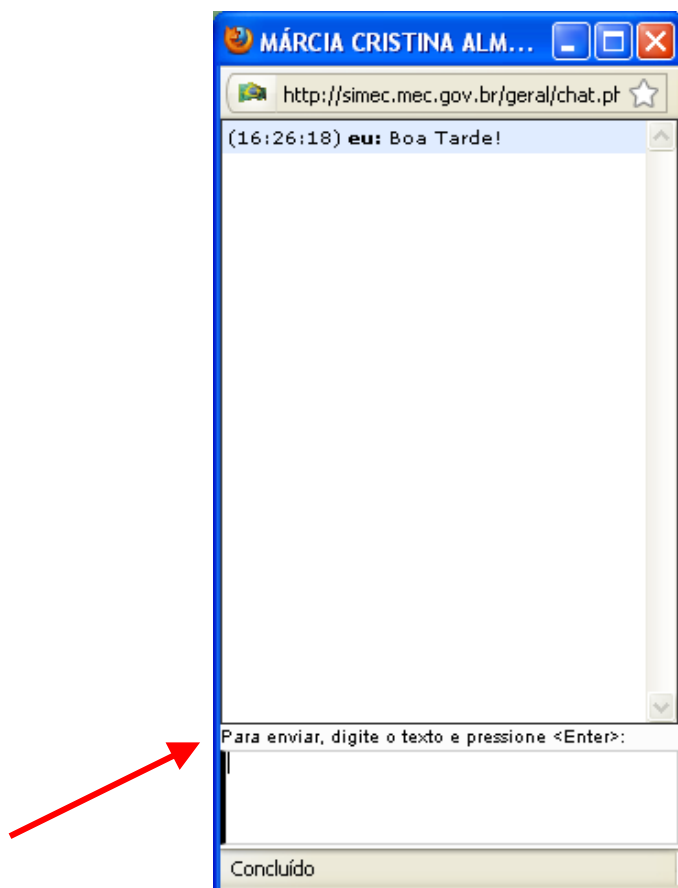 MÁRCIA CRISTINA ALM...
http://simec.mec.gov.br/geral/chat.ph
(16:26:18) eu: Boa Tarde!
Para enviar, digite o texto e pressione <Enter>:
Concluído